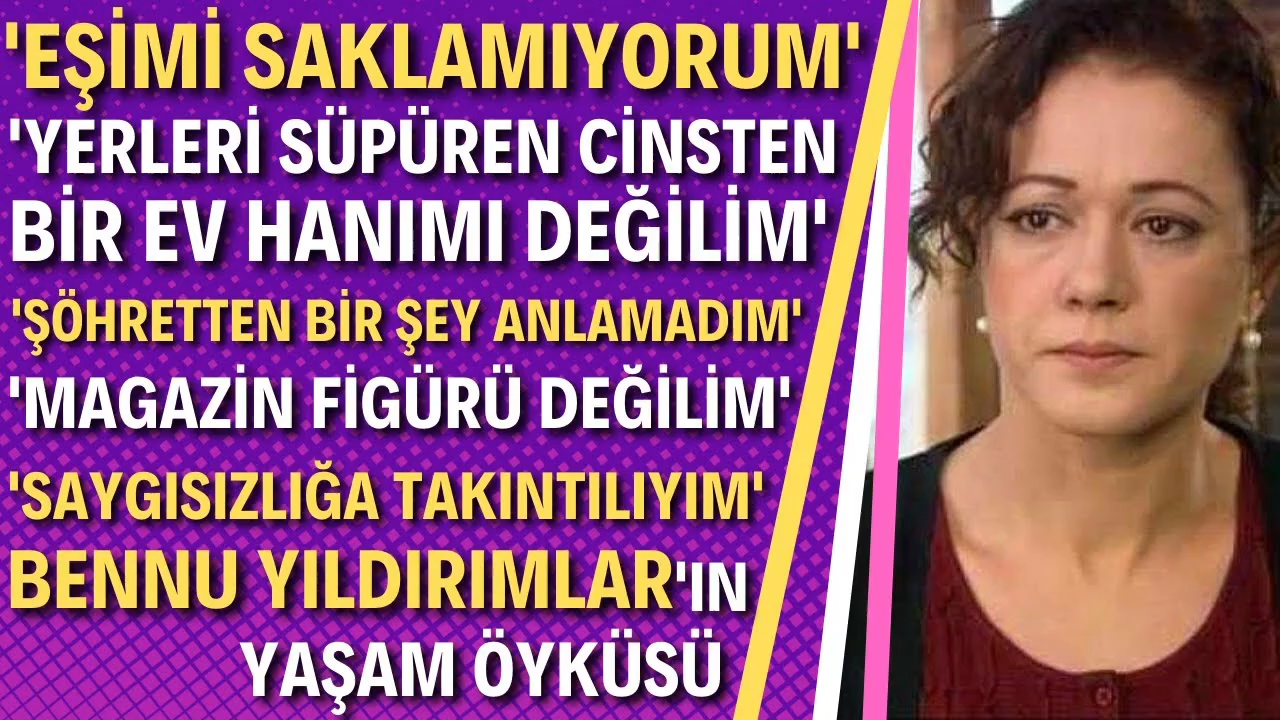 'EŞİMİ SAKLAMIYORUM'
'YERLERİ SÜPÜREN CİNSTEN
BİR EV HANIMI DEĞİLİM'
'ŞÖHRETTEN BİR ŞEY ANLAMADIM'
'MAGAZİN FİGÜRÜ DEĞİLİM'
'SAYGISIZLIĞA TAKINTILIYIM'
BENNU YILDIRIMLAR'IN
YAŞAM ÖYKÜSÜ